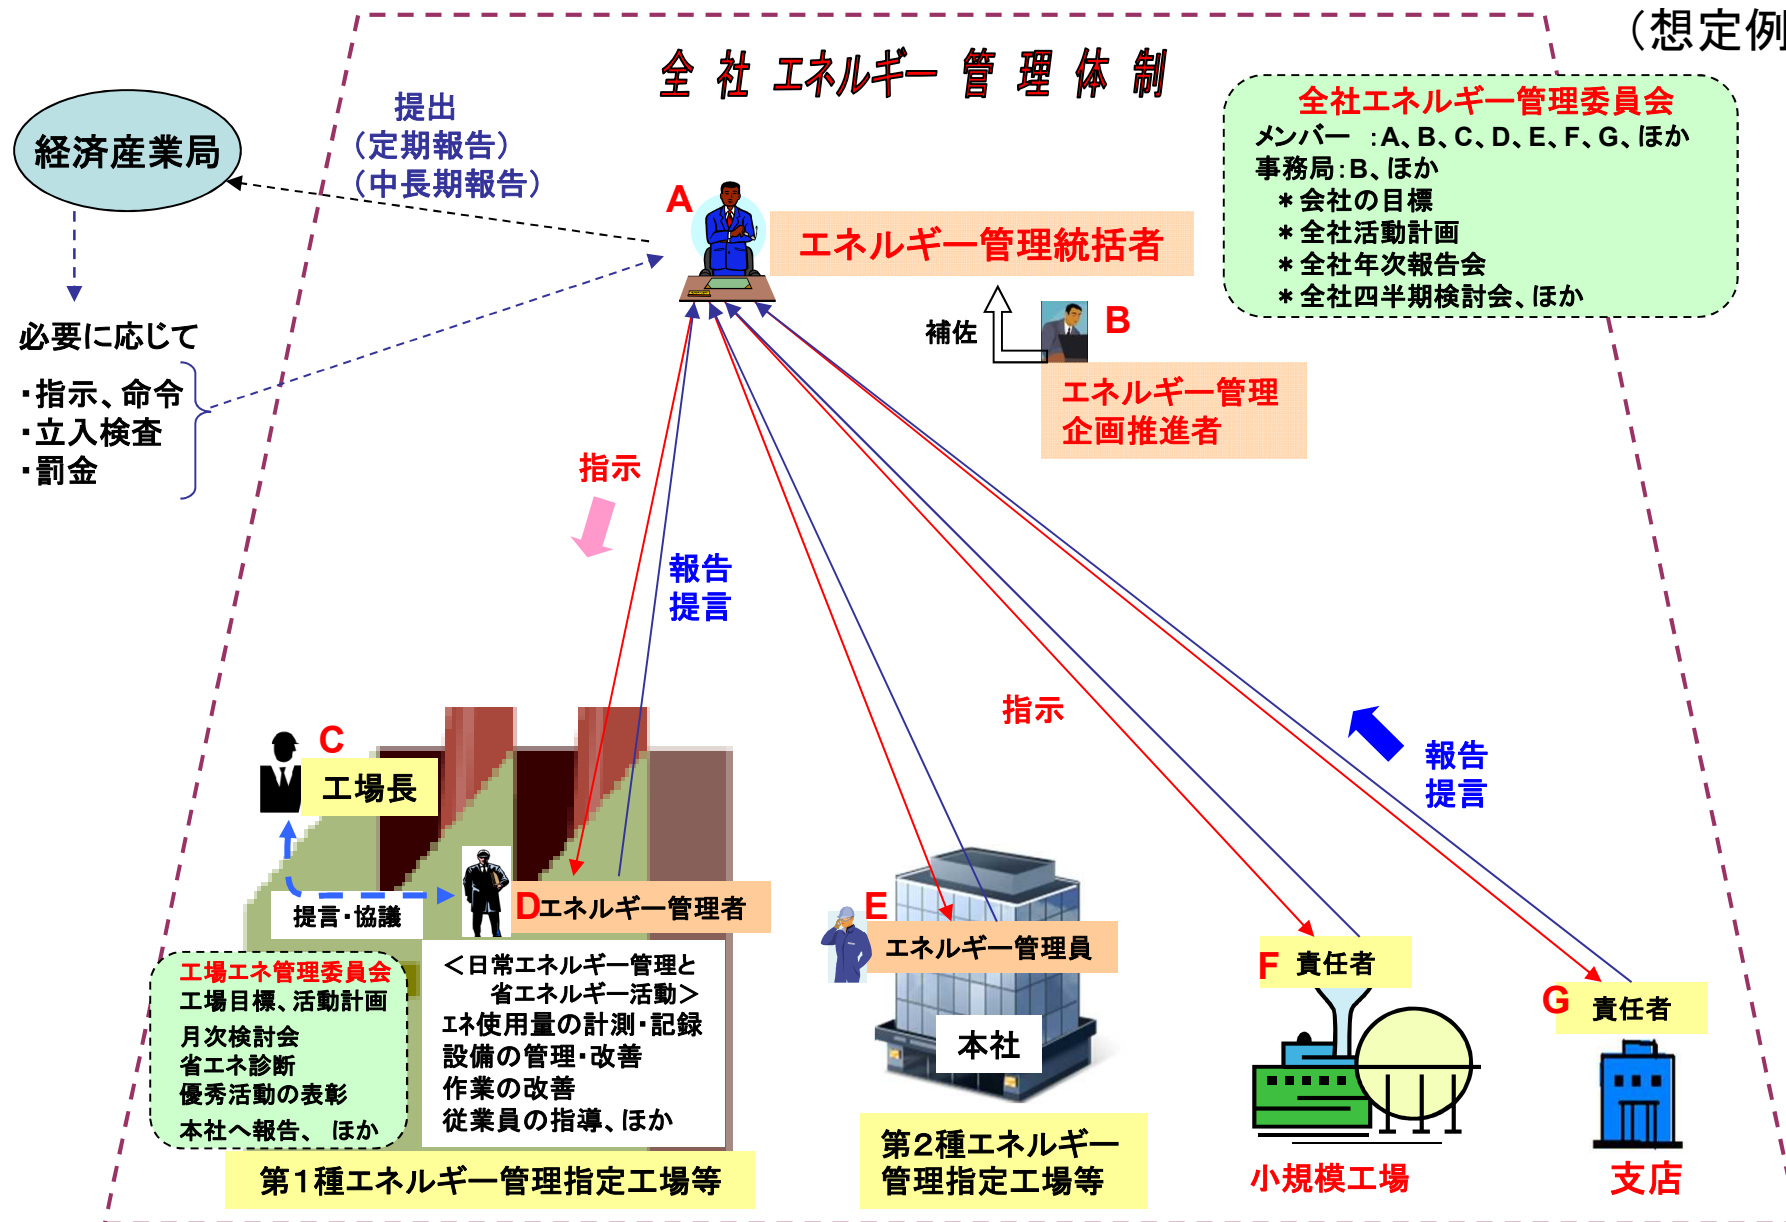 (想定例
全社エネルギー管理体制
経済産業局
提出
(定期報告)
(中長期報告)
全社エネルギー管理委員会
メンバー :A、B、C、D、E、F、G、ほか
事務局:B、ほか
*会社の目標
*全社活動計画
*全社年次報告会
*全社四半期検討会、ほか
A
エネルギー管理統括者
補佐
B
エネルギー管理
企画推進者
必要に応じて
・指示、命令
・立入検査
・罰金
指示
報告
提言
指示
報告
提言
C
工場長
提言・協議
D
エネルギー管理者
工場エネ管理委員会
工場目標、活動計画
月次検討会
省エネ診断
優秀活動の表彰
本社へ報告、 ほか
<日常エネルギー管理と
省エネルギー活動>
エネ使用量の計測・記録
設備の管理・改善
作業の改善
従業員の指導、ほか
第1種エネルギー管理指定工場等
E
エネルギー管理員
本社
第2種エネルギー
管理指定工場等
F
責任者
小規模工場
G
責任者
支店